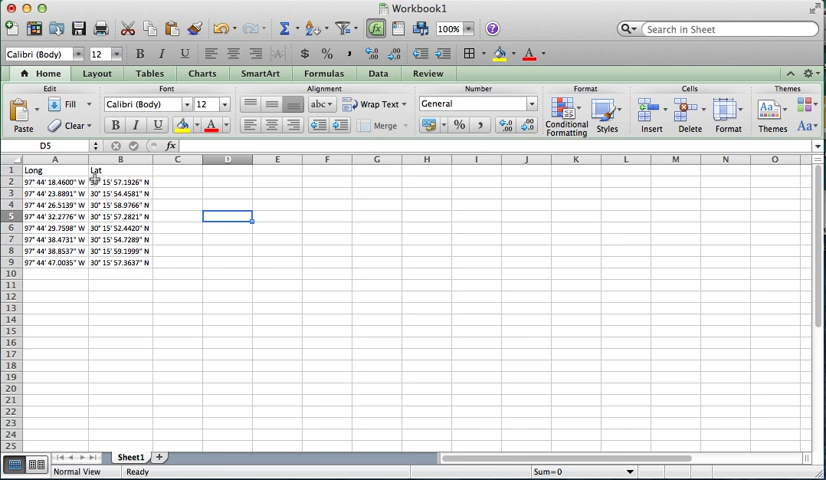 Workbook1
100%
Search in Sheet
Calibri (Body) 12
B I U
Home Layout Tables Charts SmartArt Formulas Data Review
Edit Font Alignment Number Format Cells Themes
Paste Fill Clear
Calibri (Body) 12
B I U
abc Wrap Text
Merge
General
%
Conditional Formatting
Styles
Insert Delete Format
Themes Aa
D5 fx
A B C D E F G H I J K L M N O
1 Long Lat
2 97° 44' 18.4600" W 30° 15' 57.1926" N
3 97° 44' 23.8891" W 30° 15' 54.4581" N
4 97° 44' 26.5139" W 30° 15' 58.9766" N
5 97° 44' 32.2776" W 30° 15' 57.2821" N
6 97° 44' 29.7598" W 30° 15' 52.4420" N
7 97° 44' 38.4731" W 30° 15' 54.7289" N
8 97° 44' 38.8537" W 30° 15' 59.1999" N
9 97° 44' 47.0035" W 30° 15' 57.3637" N
10
11
12
13
14
15
16
17
18
19
20
21
22
23
24
25
Sheet1
Normal View Ready Sum=0